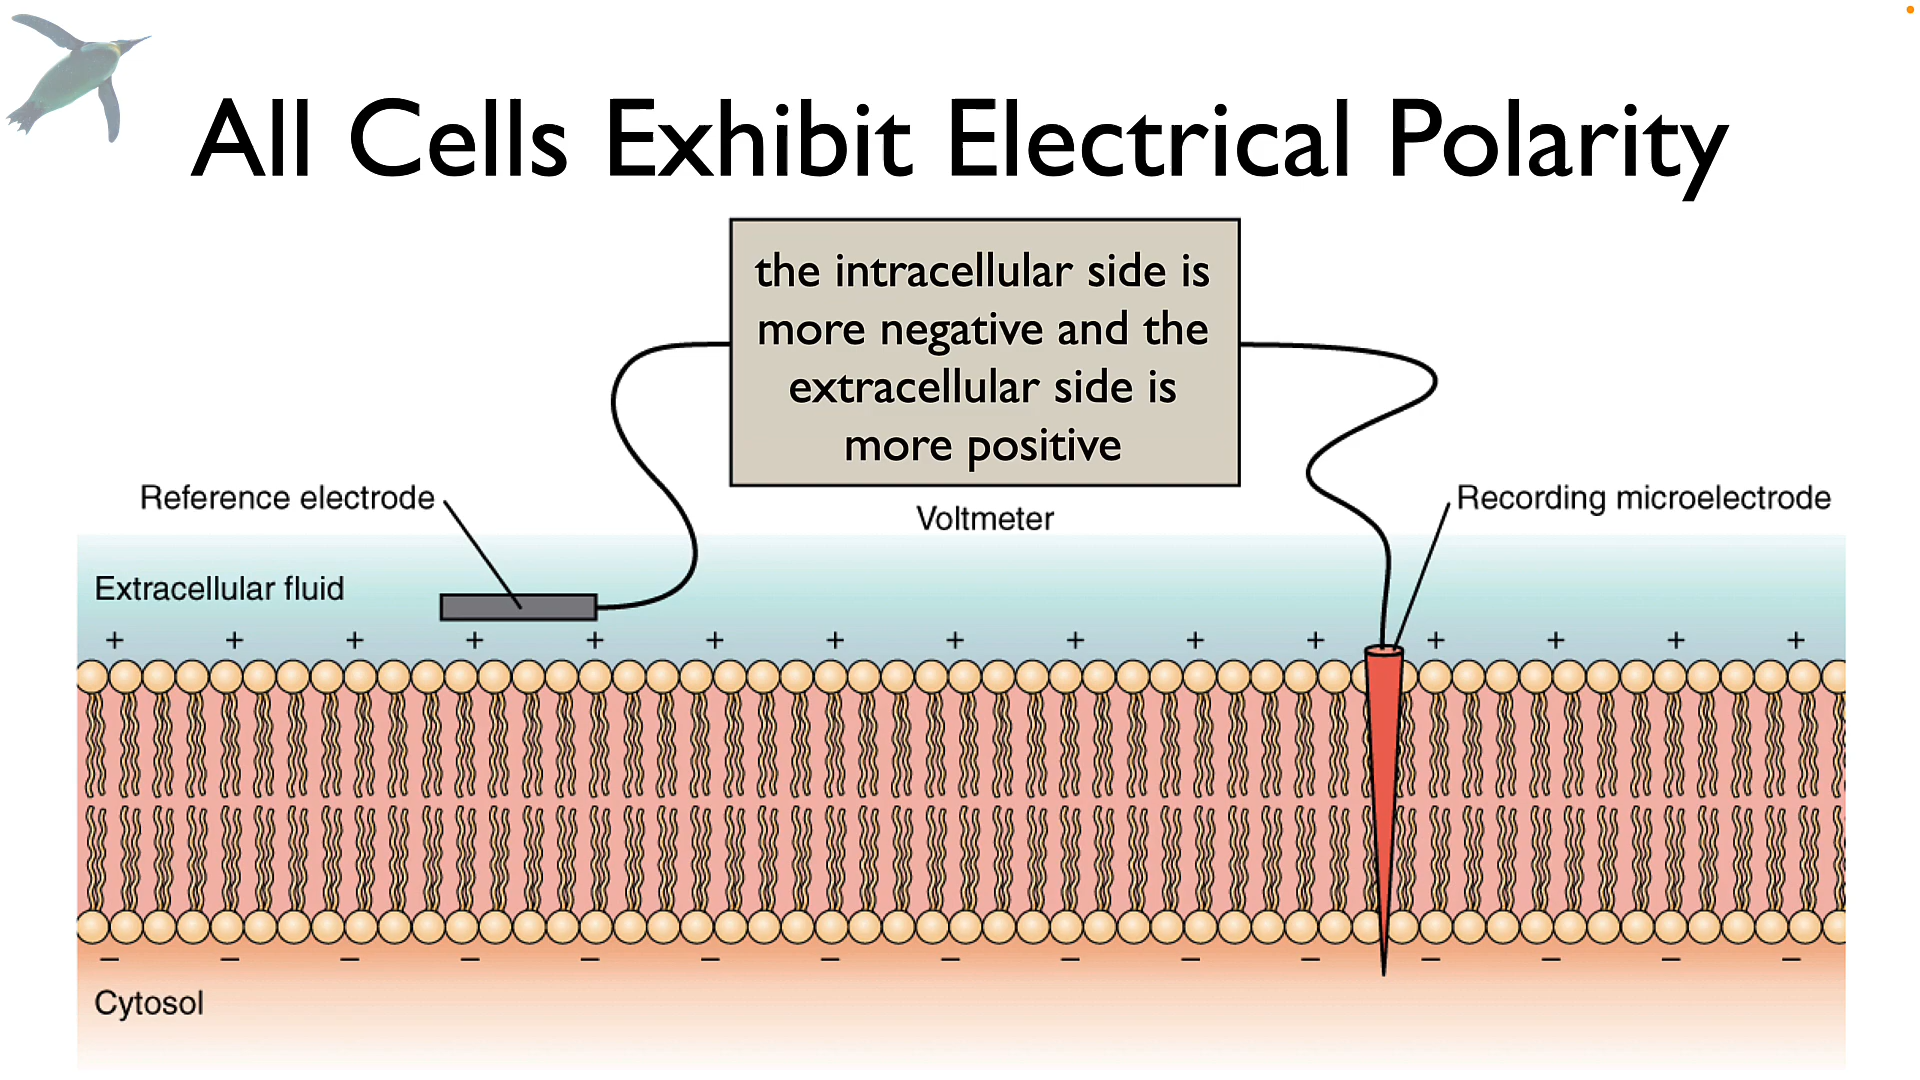 All Cells Exhibit Electrical Polarity
the intracellular side is
more negative and the
extracellular side is
more positive
Reference electrode
Voltmeter
Recording microelectrode
Extracellular fluid
+ + + + + + + + + + + + + + +
– – – – – – – – – – – – – – –
Cytosol